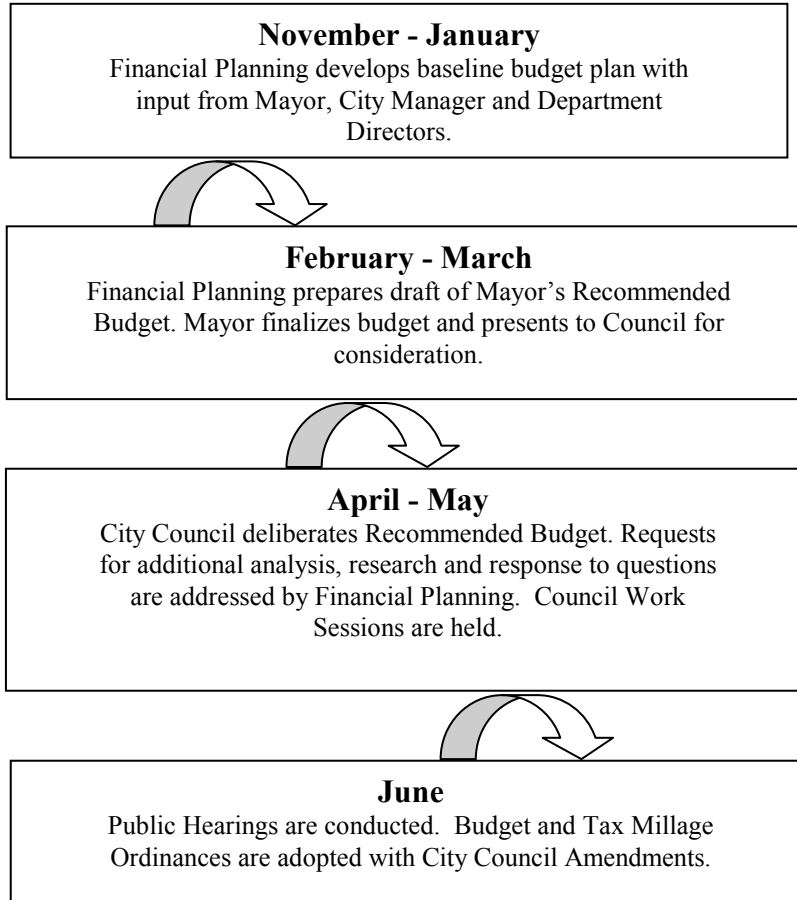 November - January
Financial Planning develops baseline budget plan with
input from Mayor, City Manager and Department
Directors.
February - March
Financial Planning prepares draft of Mayor’s Recommended
Budget. Mayor finalizes budget and presents to Council for
consideration.
April - May
City Council deliberates Recommended Budget. Requests
for additional analysis, research and response to questions
are addressed by Financial Planning.  Council Work
Sessions are held.
June
Public Hearings are conducted.  Budget and Tax Millage
Ordinances are adopted with City Council Amendments.